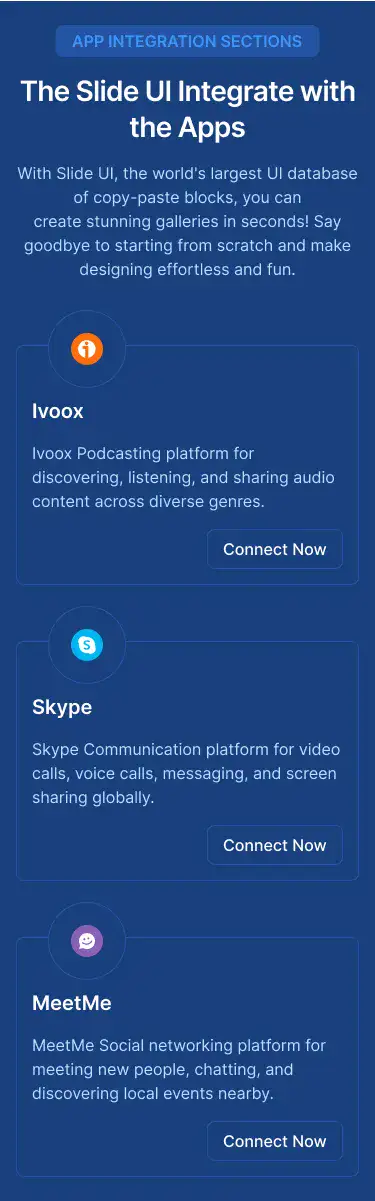 APP INTEGRATION SECTIONS
The Slide UI Integrate with
the Apps
With Slide UI, the world's largest UI database
of copy-paste blocks, you can
create stunning galleries in seconds! Say
goodbye to starting from scratch and make
designing effortless and fun.
Ivoox
Ivoox Podcasting platform for
discovering, listening, and sharing audio
content across diverse genres.
Connect Now
Skype
Skype Communication platform for video
calls, voice calls, messaging, and screen
sharing globally.
Connect Now
MeetMe
MeetMe Social networking platform for
meeting new people, chatting, and
discovering local events nearby.
Connect Now